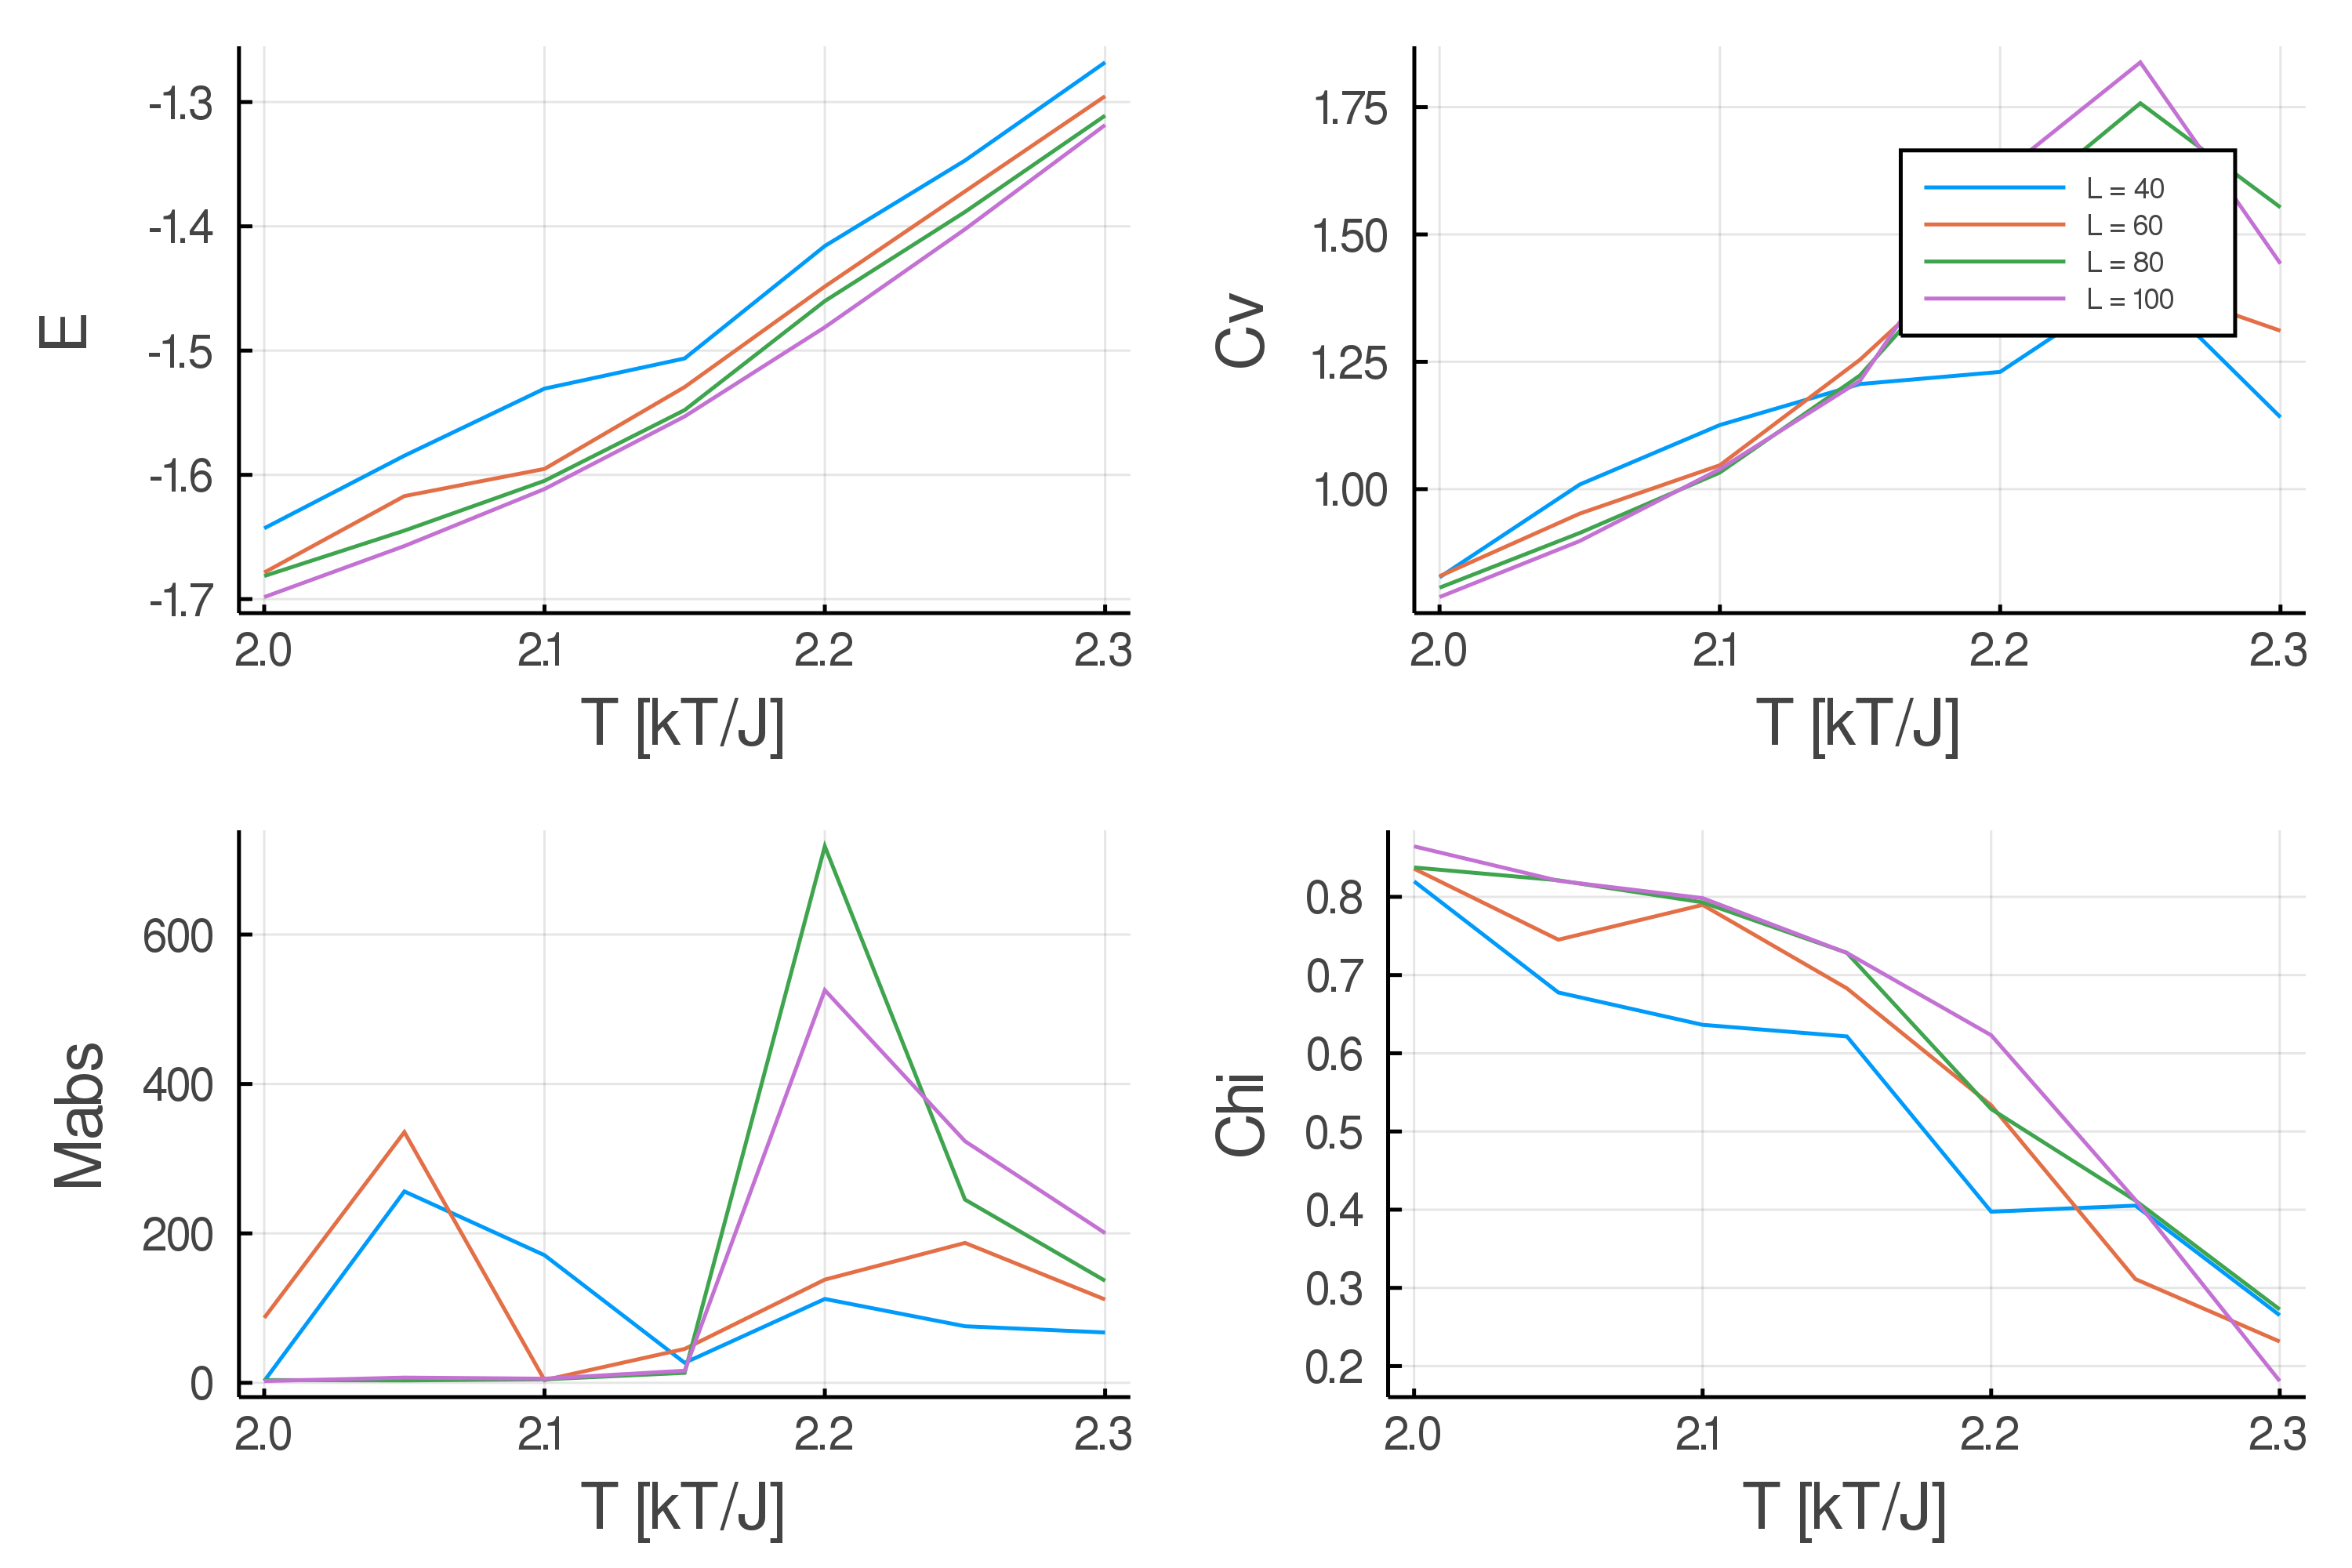 -1.3
-1.4
-1.5
-1.6
-1.7
E
2.0 2.1 2.2 2.3
T [kT/J]
1.75
1.50
1.25
1.00
Cv
L = 40
L = 60
L = 80
L = 100
2.0 2.1 2.2 2.3
T [kT/J]
600
400
200
0
Mabs
2.0 2.1 2.2 2.3
T [kT/J]
0.8
0.7
0.6
0.5
0.4
0.3
0.2
Chi
2.0 2.1 2.2 2.3
T [kT/J]